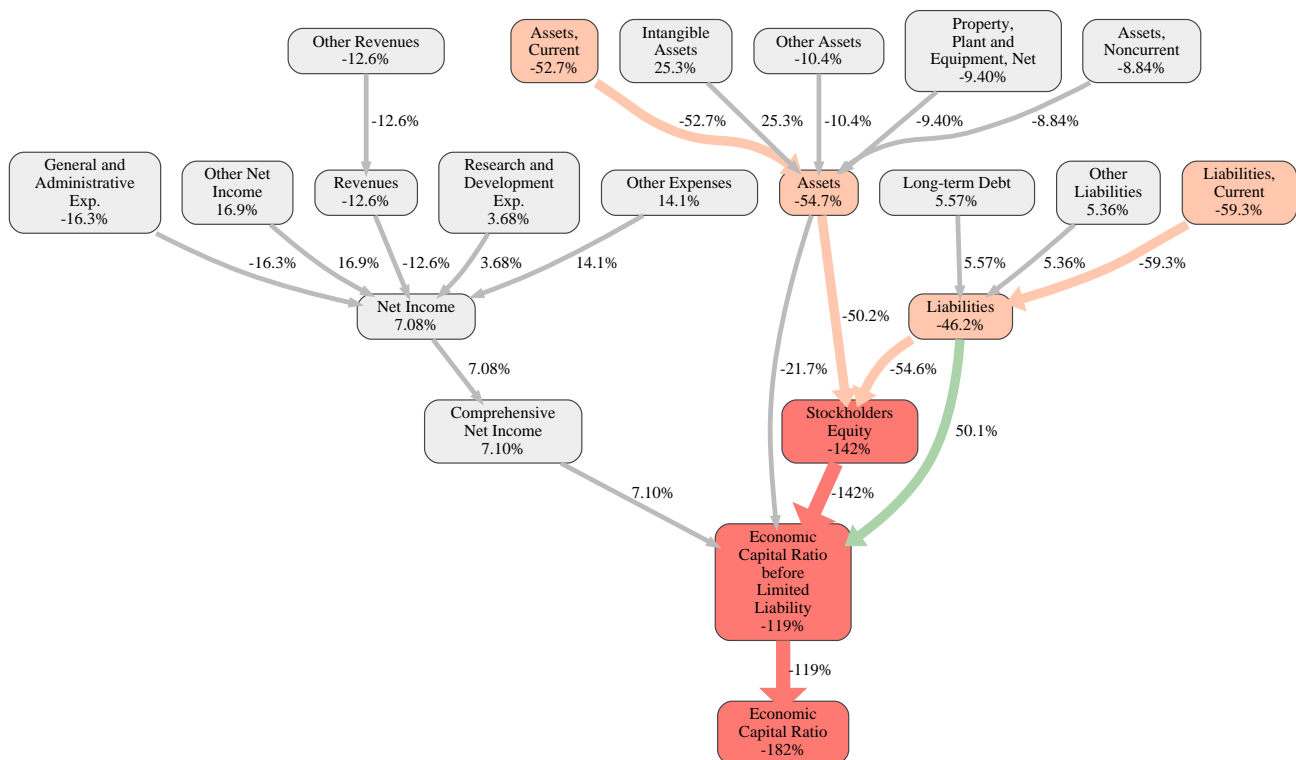 Other Revenues
-12.6%
Assets,
Current
-52.7%
Intangible
Assets
25.3%
Other Assets
-10.4%
Property,
Plant and
Equipment, Net
-9.40%
Assets,
Noncurrent
-8.84%
-12.6%
-52.7%
25.3%
-10.4%
-9.40%
-8.84%
General and
Administrative
Exp.
-16.3%
Other Net
Income
16.9%
Revenues
-12.6%
Research and
Development
Exp.
3.68%
Other Expenses
14.1%
Assets
-54.7%
Long-term Debt
5.57%
Other
Liabilities
5.36%
Liabilities,
Current
-59.3%
-16.3%
16.9%
-12.6%
3.68%
14.1%
5.57%
5.36%
-59.3%
Net Income
7.08%
-50.2%
Liabilities
-46.2%
7.08%
-21.7%
-54.6%
Comprehensive
Net Income
7.10%
Stockholders
Equity
-142%
50.1%
7.10%
-142%
Economic
Capital Ratio
before
Limited
Liability
-119%
-119%
Economic
Capital Ratio
-182%